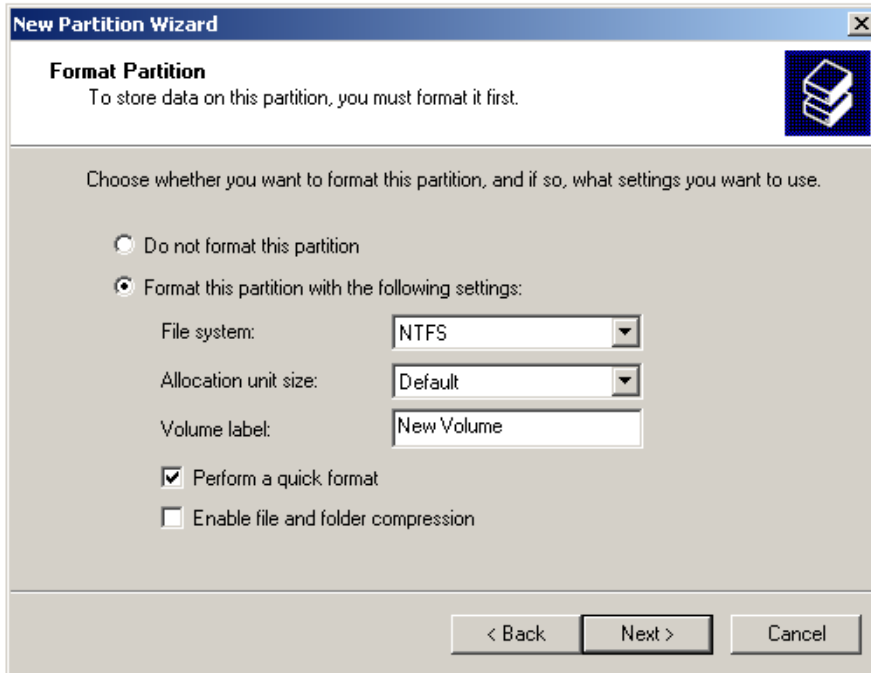 New Partition Wizard
Format Partition
To store data on this partition, you must format it first.
Choose whether you want to format this partition, and if so, what settings you want to use.
Do not format this partition
Format this partition with the following settings:
File system: NTFS
Allocation unit size: Default
Volume label: New Volume
Perform a quick format
Enable file and folder compression
< Back Next > Cancel